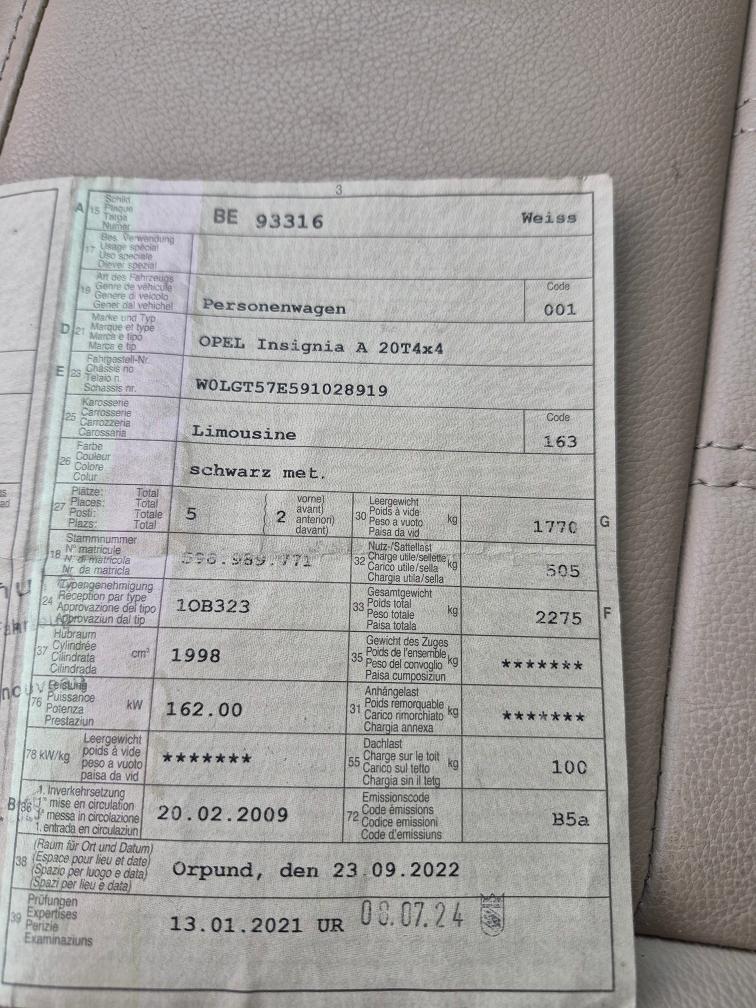 3
A 15 Schild
Plaque
Targa
Numer
BE 93316 Weiss
17 Bes. Verwendung
Usage spécial
Uso speciale
Diever spezial
19 Art des Fahrzeugs
Genre de véhicule
Genere di veicolo
Gener dal vehichel
Personenwagen
Code
001
D 21 Marke und Typ
Marque et type
Marca e tipo
Marca e tip
OPEL Insignia A 20T4x4
E 23 Fahrgestell-Nr.
Châssis no
Telaio n.
Schassis nr.
W0LGT57E591028919
25 Karosserie
Carrosserie
Carrozzeria
Carossaria
Limousine
Code
163
26 Farbe
Couleur
Colore
Colur
schwarz met.
27 Plätze: Total
Places: Total
Posti: Totale
Plazs: Total
5
2 vorne)
avant)
anteriori)
davant)
30 Leergewicht
Poids à vide
Peso a vuoto
Paisa da vid
kg
1770 G
18 Stammnummer
N° matricule
N° di matricola
Nr. da matricla
596.989.771
32 Nutz-/Sattellast
Charge utile/sellette
Carico utile/sella
Chargia utila/sella
kg
505
24 Typengenehmigung
Réception par type
Approvazione del tipo
Approvaziun dal tip
1OB323
33 Gesamtgewicht
Poids total
Peso totale
Paisa totala
kg
2275 F
37 Hubraum
Cylindrée
Cilindrata
Cilindrada
cm³
1998
35 Gewicht des Zuges
Poids de l'ensemble
Peso del convoglio
Paisa cumposiziun
kg
*******
76 Leistung
Puissance
Potenza
Prestaziun
kW
162.00
31 Anhängelast
Poids remorquable
Carico rimorchiato
Chargia annexa
kg
*******
78 kW/kg
Leergewicht
poids à vide
peso a vuoto
paisa da vid
*******
55 Dachlast
Charge sur le toit
Carico sul tetto
Chargia sin il tetg
kg
100
B 36 1. Inverkehrsetzung
1re mise en circulation
1a messa in circolazione
1. entrada en circulaziun
20.02.2009
72 Emissionscode
Code émissions
Codice emissioni
Code d'emissiuns
B5a
38 (Raum für Ort und Datum)
(Espace pour lieu et date)
(Spazio per luogo e data)
(Spazi per lieu e data)
Orpund, den 23.09.2022
39 Prüfungen
Expertises
Perizie
Examinaziuns
13.01.2021 UR 08.07.24